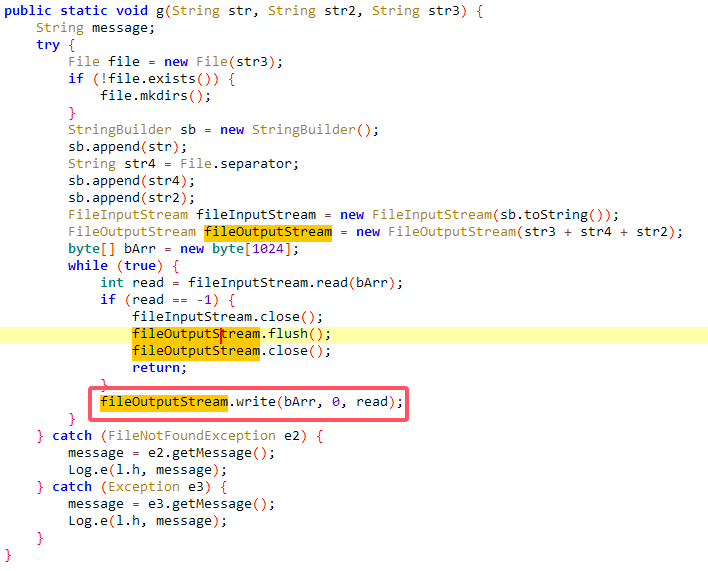 public static void g(String str, String str2, String str3) {
    String message;
    try {
        File file = new File(str3);
        if (!file.exists()) {
            file.mkdirs();
        }
        StringBuilder sb = new StringBuilder();
        sb.append(str);
        String str4 = File.separator;
        sb.append(str4);
        sb.append(str2);
        FileInputStream fileInputStream = new FileInputStream(sb.toString());
        FileOutputStream fileOutputStream = new FileOutputStream(str3 + str4 + str2);
        byte[] bArr = new byte[1024];
        while (true) {
            int read = fileInputStream.read(bArr);
            if (read == -1) {
                fileInputStream.close();
                fileOutputStream.flush();
                fileOutputStream.close();
                return;
            }
            fileOutputStream.write(bArr, 0, read);
        }
    } catch (FileNotFoundException e2) {
        message = e2.getMessage();
        Log.e(l.h, message);
    } catch (Exception e3) {
        message = e3.getMessage();
        Log.e(l.h, message);
    }
}